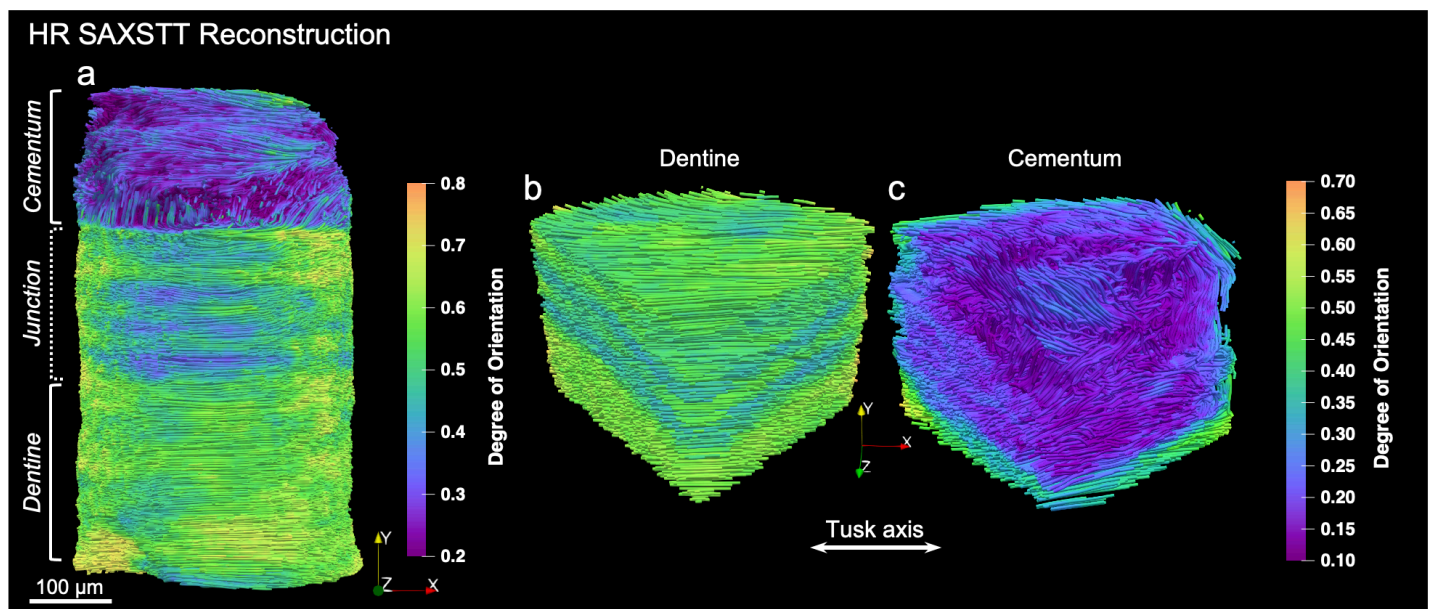 HR SAXSTT Reconstruction
a
Cementum
Junction
Dentine
100 µm
Y
Z
X
0.8
0.7
0.6
0.5
0.4
0.3
0.2
Degree of Orientation
Dentine
b
Cementum
c
Y
X
Z
Tusk axis
0.70
0.65
0.60
0.55
0.50
0.45
0.40
0.35
0.30
0.25
0.20
0.15
0.10
Degree of Orientation